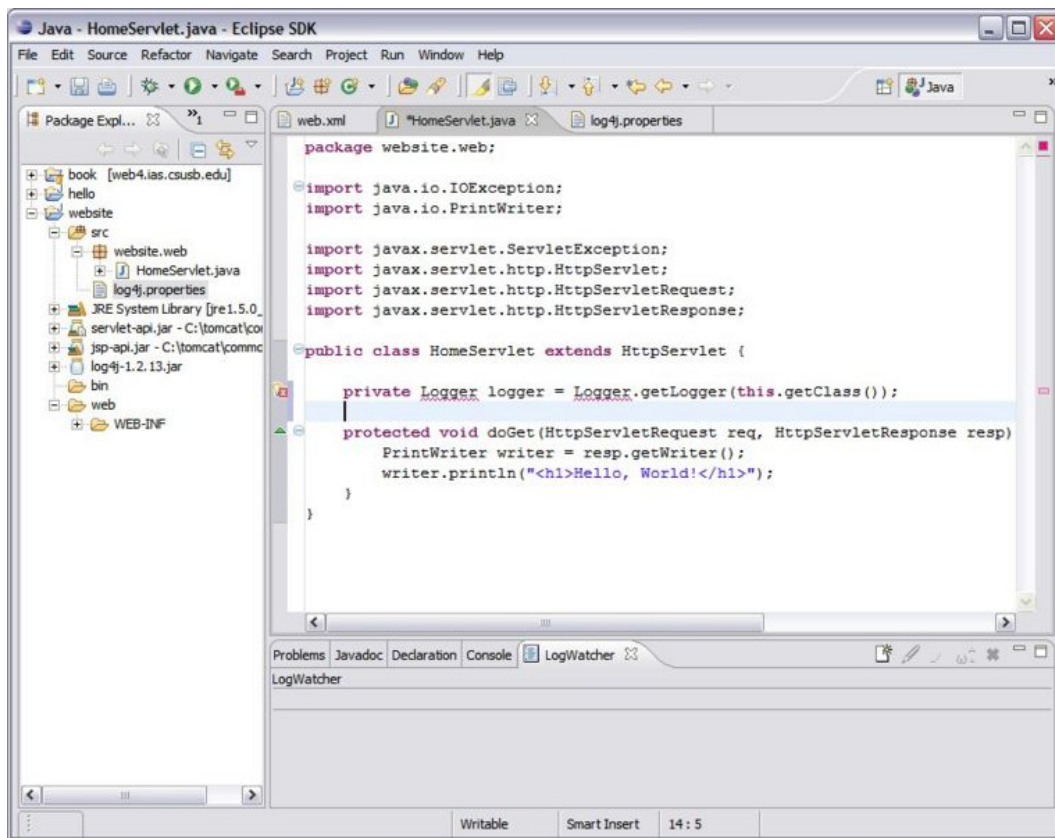 Java - HomeServlet.java - Eclipse SDK
File Edit Source Refactor Navigate Search Project Run Window Help
Java
Package Expl...
1
web.xml
*HomeServlet.java
log4j.properties
book [web4.ias.csusb.edu]
hello
website
src
website.web
HomeServlet.java
log4j.properties
JRE System Library [jre1.5.0_
servlet-api.jar - C:\tomcat\co
jsp-api.jar - C:\tomcat\commc
log4j-1.2.13.jar
bin
web
WEB-INF
package website.web;
import java.io.IOException;
import java.io.PrintWriter;
import javax.servlet.ServletException;
import javax.servlet.http.HttpServlet;
import javax.servlet.http.HttpServletRequest;
import javax.servlet.http.HttpServletResponse;
public class HomeServlet extends HttpServlet {
private Logger logger = Logger.getLogger(this.getClass());
protected void doGet(HttpServletRequest req, HttpServletResponse resp)
PrintWriter writer = resp.getWriter();
writer.println("<h1>Hello, World!</h1>");
}
}
Problems Javadoc Declaration Console LogWatcher
LogWatcher
Writable Smart Insert 14 : 5